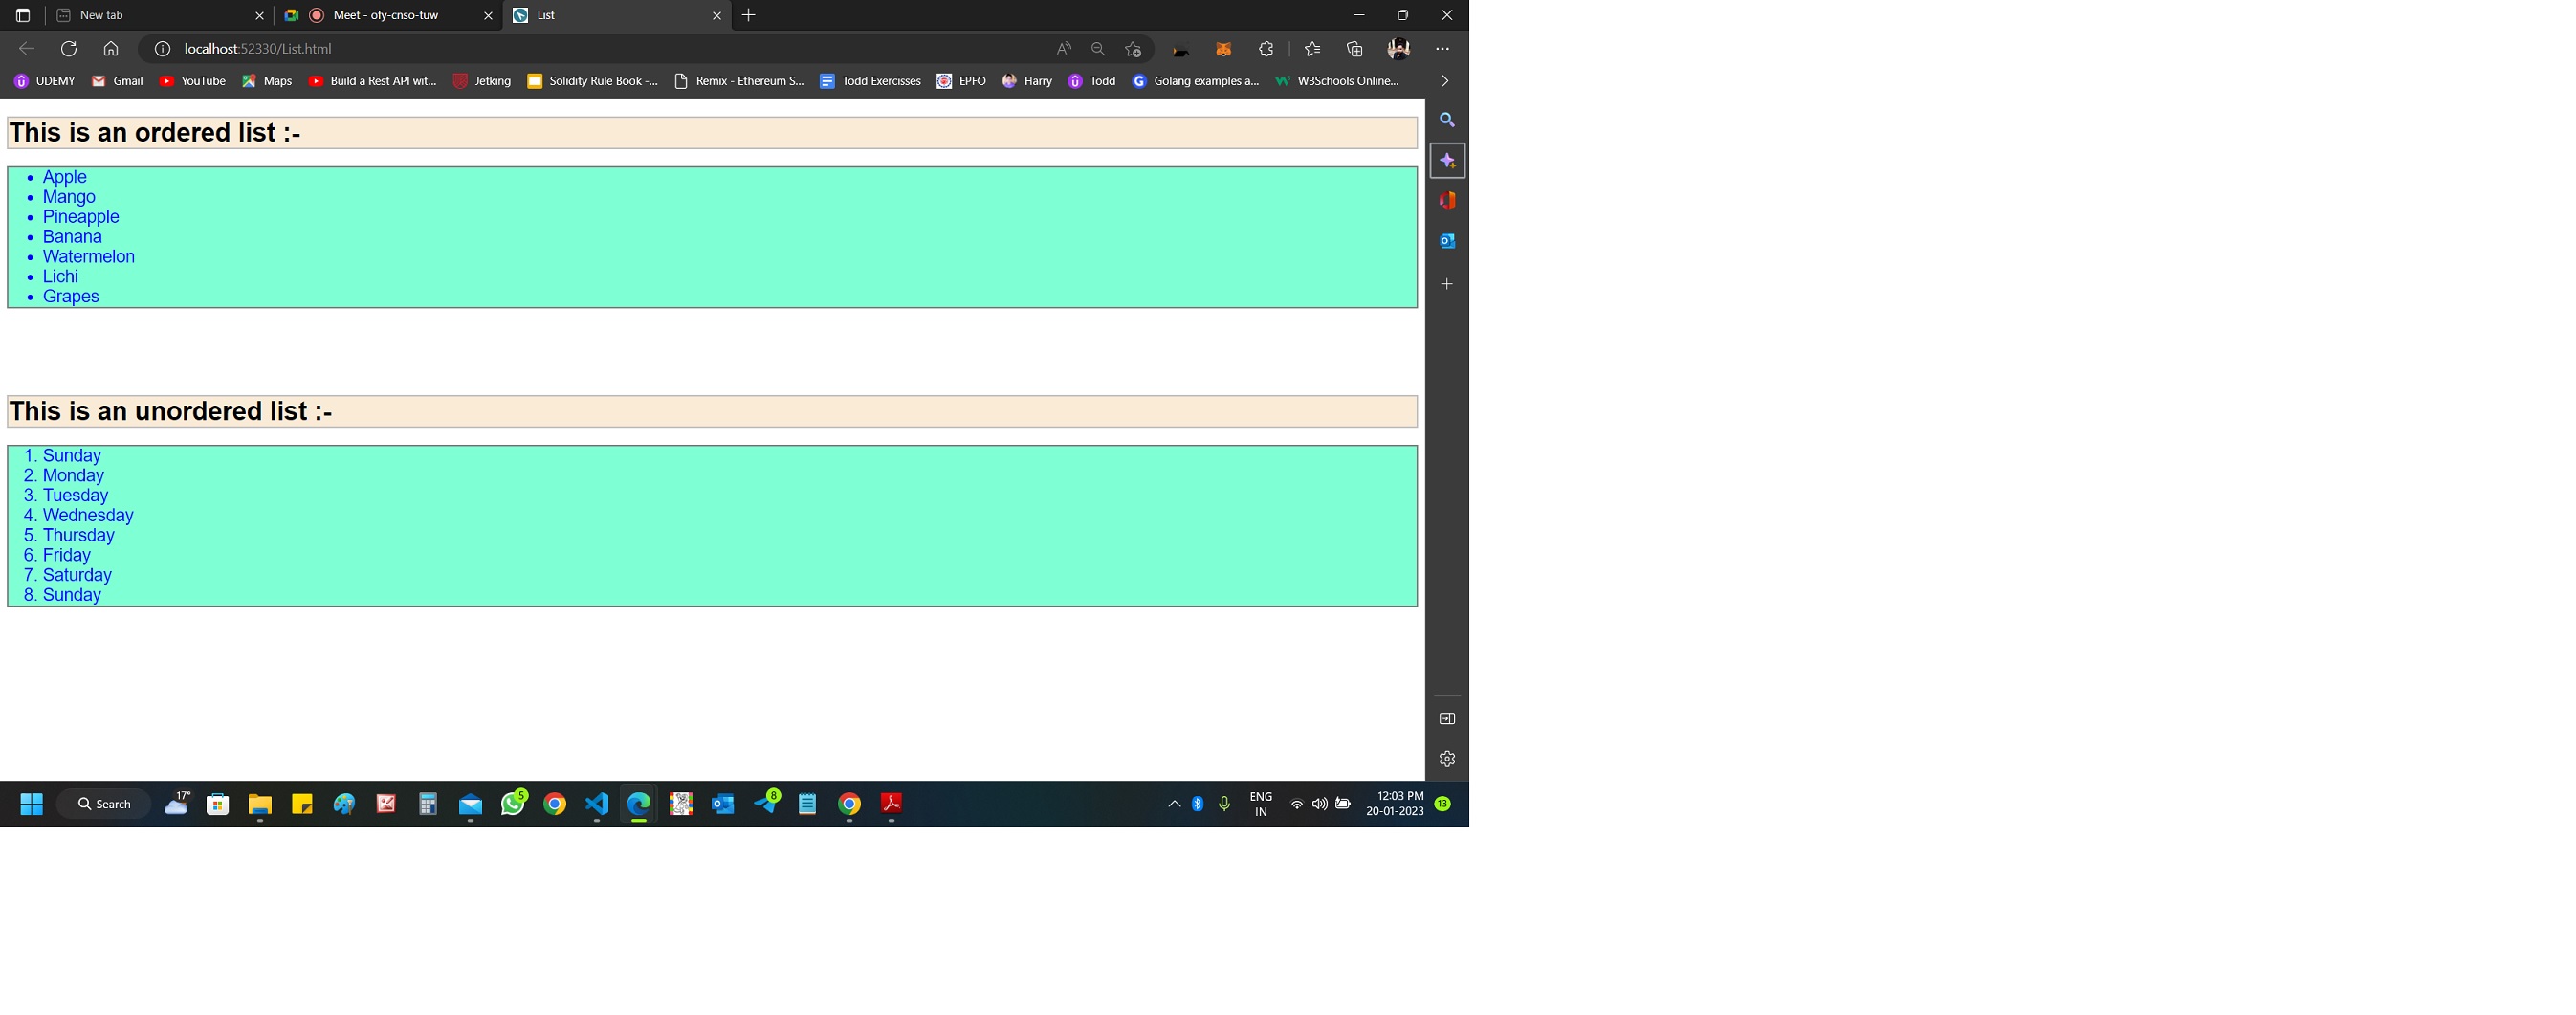 New tab
Meet - ofy-cnso-tuw
List
localhost:52330/List.html
UDEMY
Gmail
YouTube
Maps
Build a Rest API wit...
Jetking
Solidity Rule Book -...
Remix - Ethereum S...
Todd Exercisses
EPFO
Harry
Todd
Golang examples a...
W3Schools Online...
This is an ordered list :-
• Apple
• Mango
• Pineapple
• Banana
• Watermelon
• Lichi
• Grapes
This is an unordered list :-
1. Sunday
2. Monday
3. Tuesday
4. Wednesday
5. Thursday
6. Friday
7. Saturday
8. Sunday
Search
17°
5
8
ENG
IN
12:03 PM
20-01-2023
13